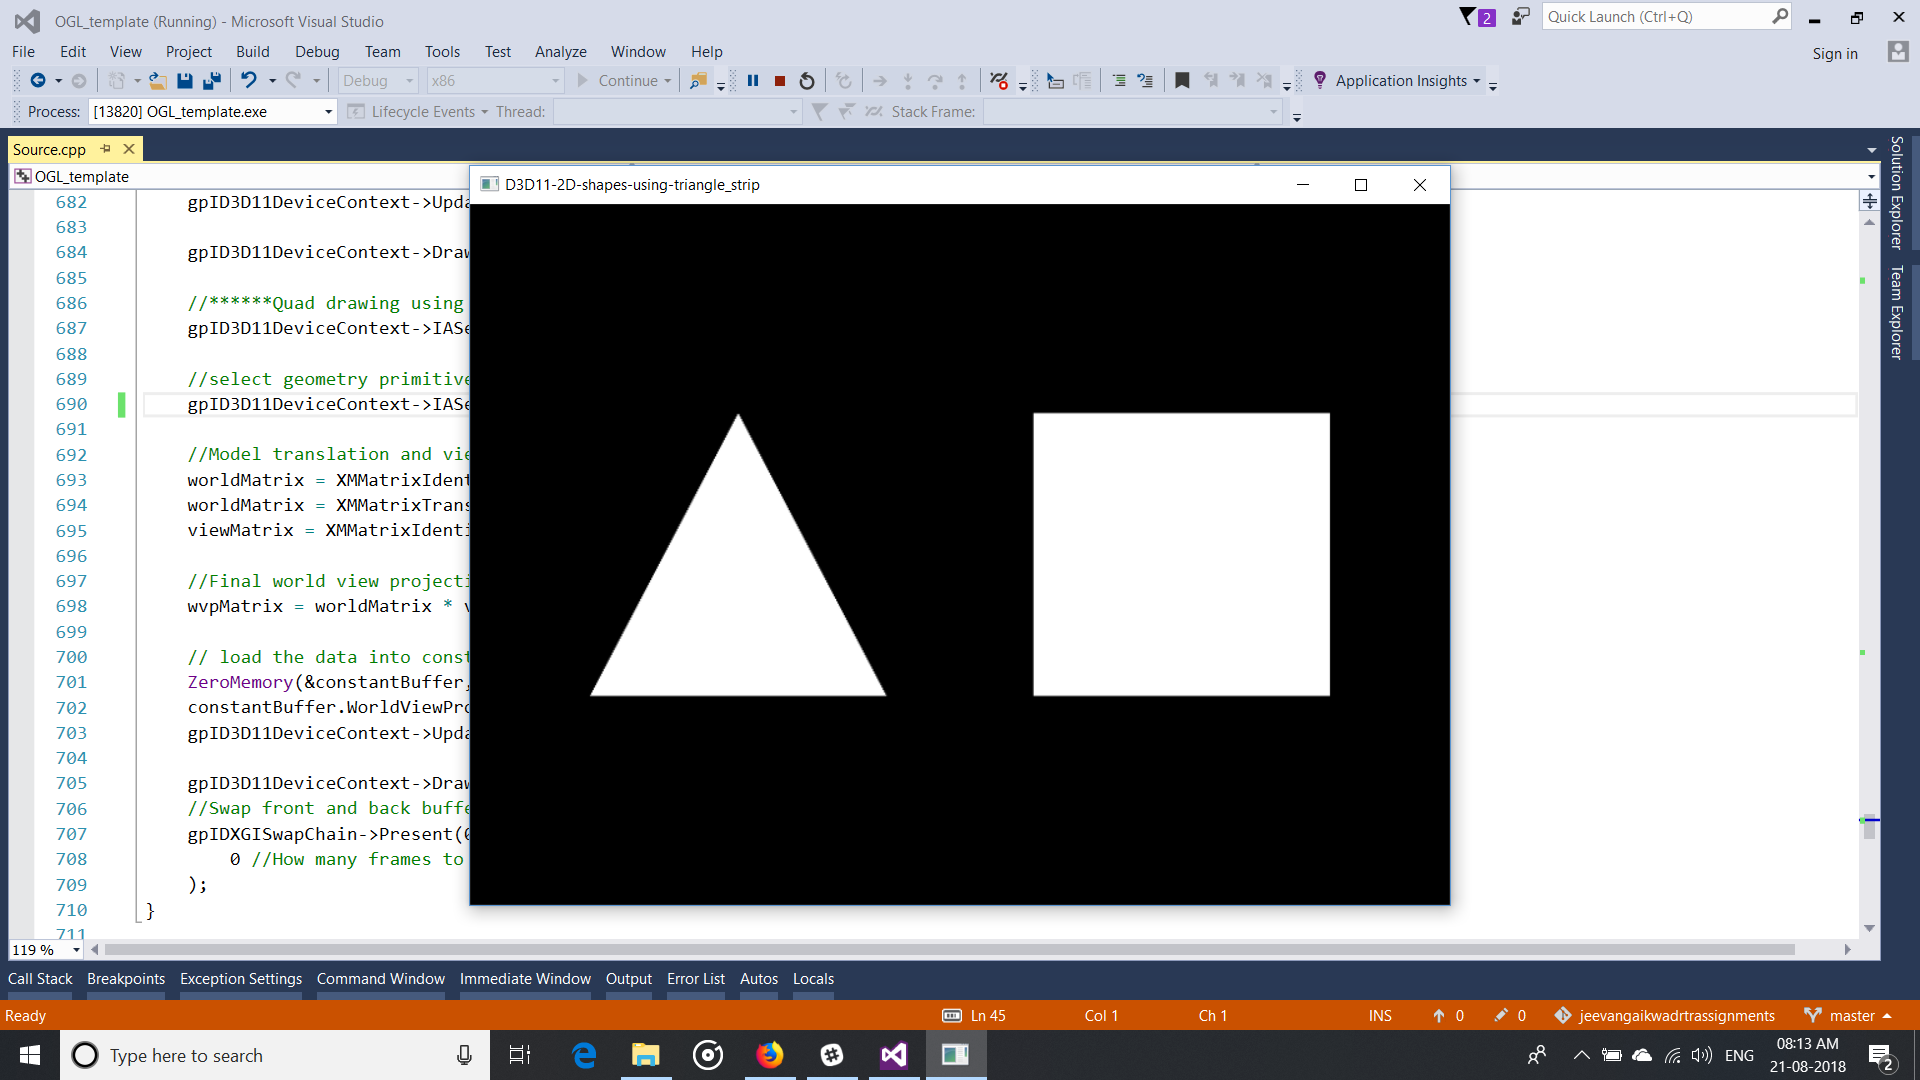 OGL_template (Running) - Microsoft Visual Studio
2
Quick Launch (Ctrl+Q)
File Edit View Project Build Debug Team Tools Test Analyze Window Help
Sign in
Debug x86 Continue Application Insights
Process: [13820] OGL_template.exe Lifecycle Events Thread: Stack Frame:
Source.cpp
OGL_template
D3D11-2D-shapes-using-triangle_strip
Solution Explorer
Team Explorer
682 gpID3D11DeviceContext->Upda
683
684 gpID3D11DeviceContext->Draw
685
686 //******Quad drawing using
687 gpID3D11DeviceContext->IASe
688
689 //select geometry primitive
690 gpID3D11DeviceContext->IASe
691
692 //Model translation and vie
693 worldMatrix = XMMatrixIdent
694 worldMatrix = XMMatrixTrans
695 viewMatrix = XMMatrixIdenti
696
697 //Final world view projecti
698 wvpMatrix = worldMatrix * v
699
700 // load the data into const
701 ZeroMemory(&constantBuffer,
702 constantBuffer.WorldViewPro
703 gpID3D11DeviceContext->Upda
704
705 gpID3D11DeviceContext->Draw
706 //Swap front and back buffe
707 gpIDXGISwapChain->Present(0
708 0 //How many frames to
709 );
710 }
711
119 %
Call Stack Breakpoints Exception Settings Command Window Immediate Window Output Error List Autos Locals
Ready Ln 45 Col 1 Ch 1 INS 0 0 jeevangaikwadrtrassignments master
Type here to search
ENG
08:13 AM
21-08-2018
2